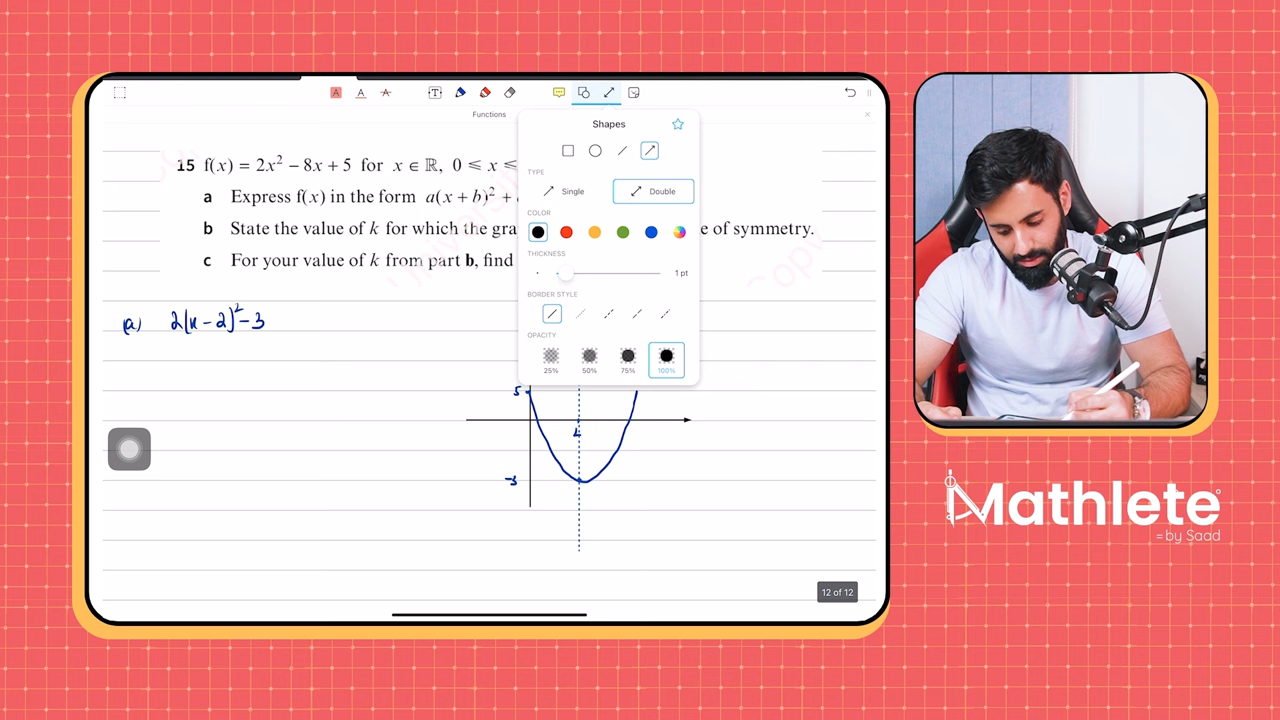 Functions
Shapes
15 f(x) = 2x² − 8x + 5 for x ∈ ℝ, 0 ⩽ x ⩽
a Express f(x) in the form a(x + b)² +
b State the value of k for which the gra
e of symmetry.
c For your value of k from part b, find
TYPE
Single
Double
COLOR
THICKNESS
1 pt
BORDER STYLE
OPACITY
25% 50% 75% 100%
(a) 2(x − 2)² − 3
5
-3
12 of 12
Mathlete
= by Saad